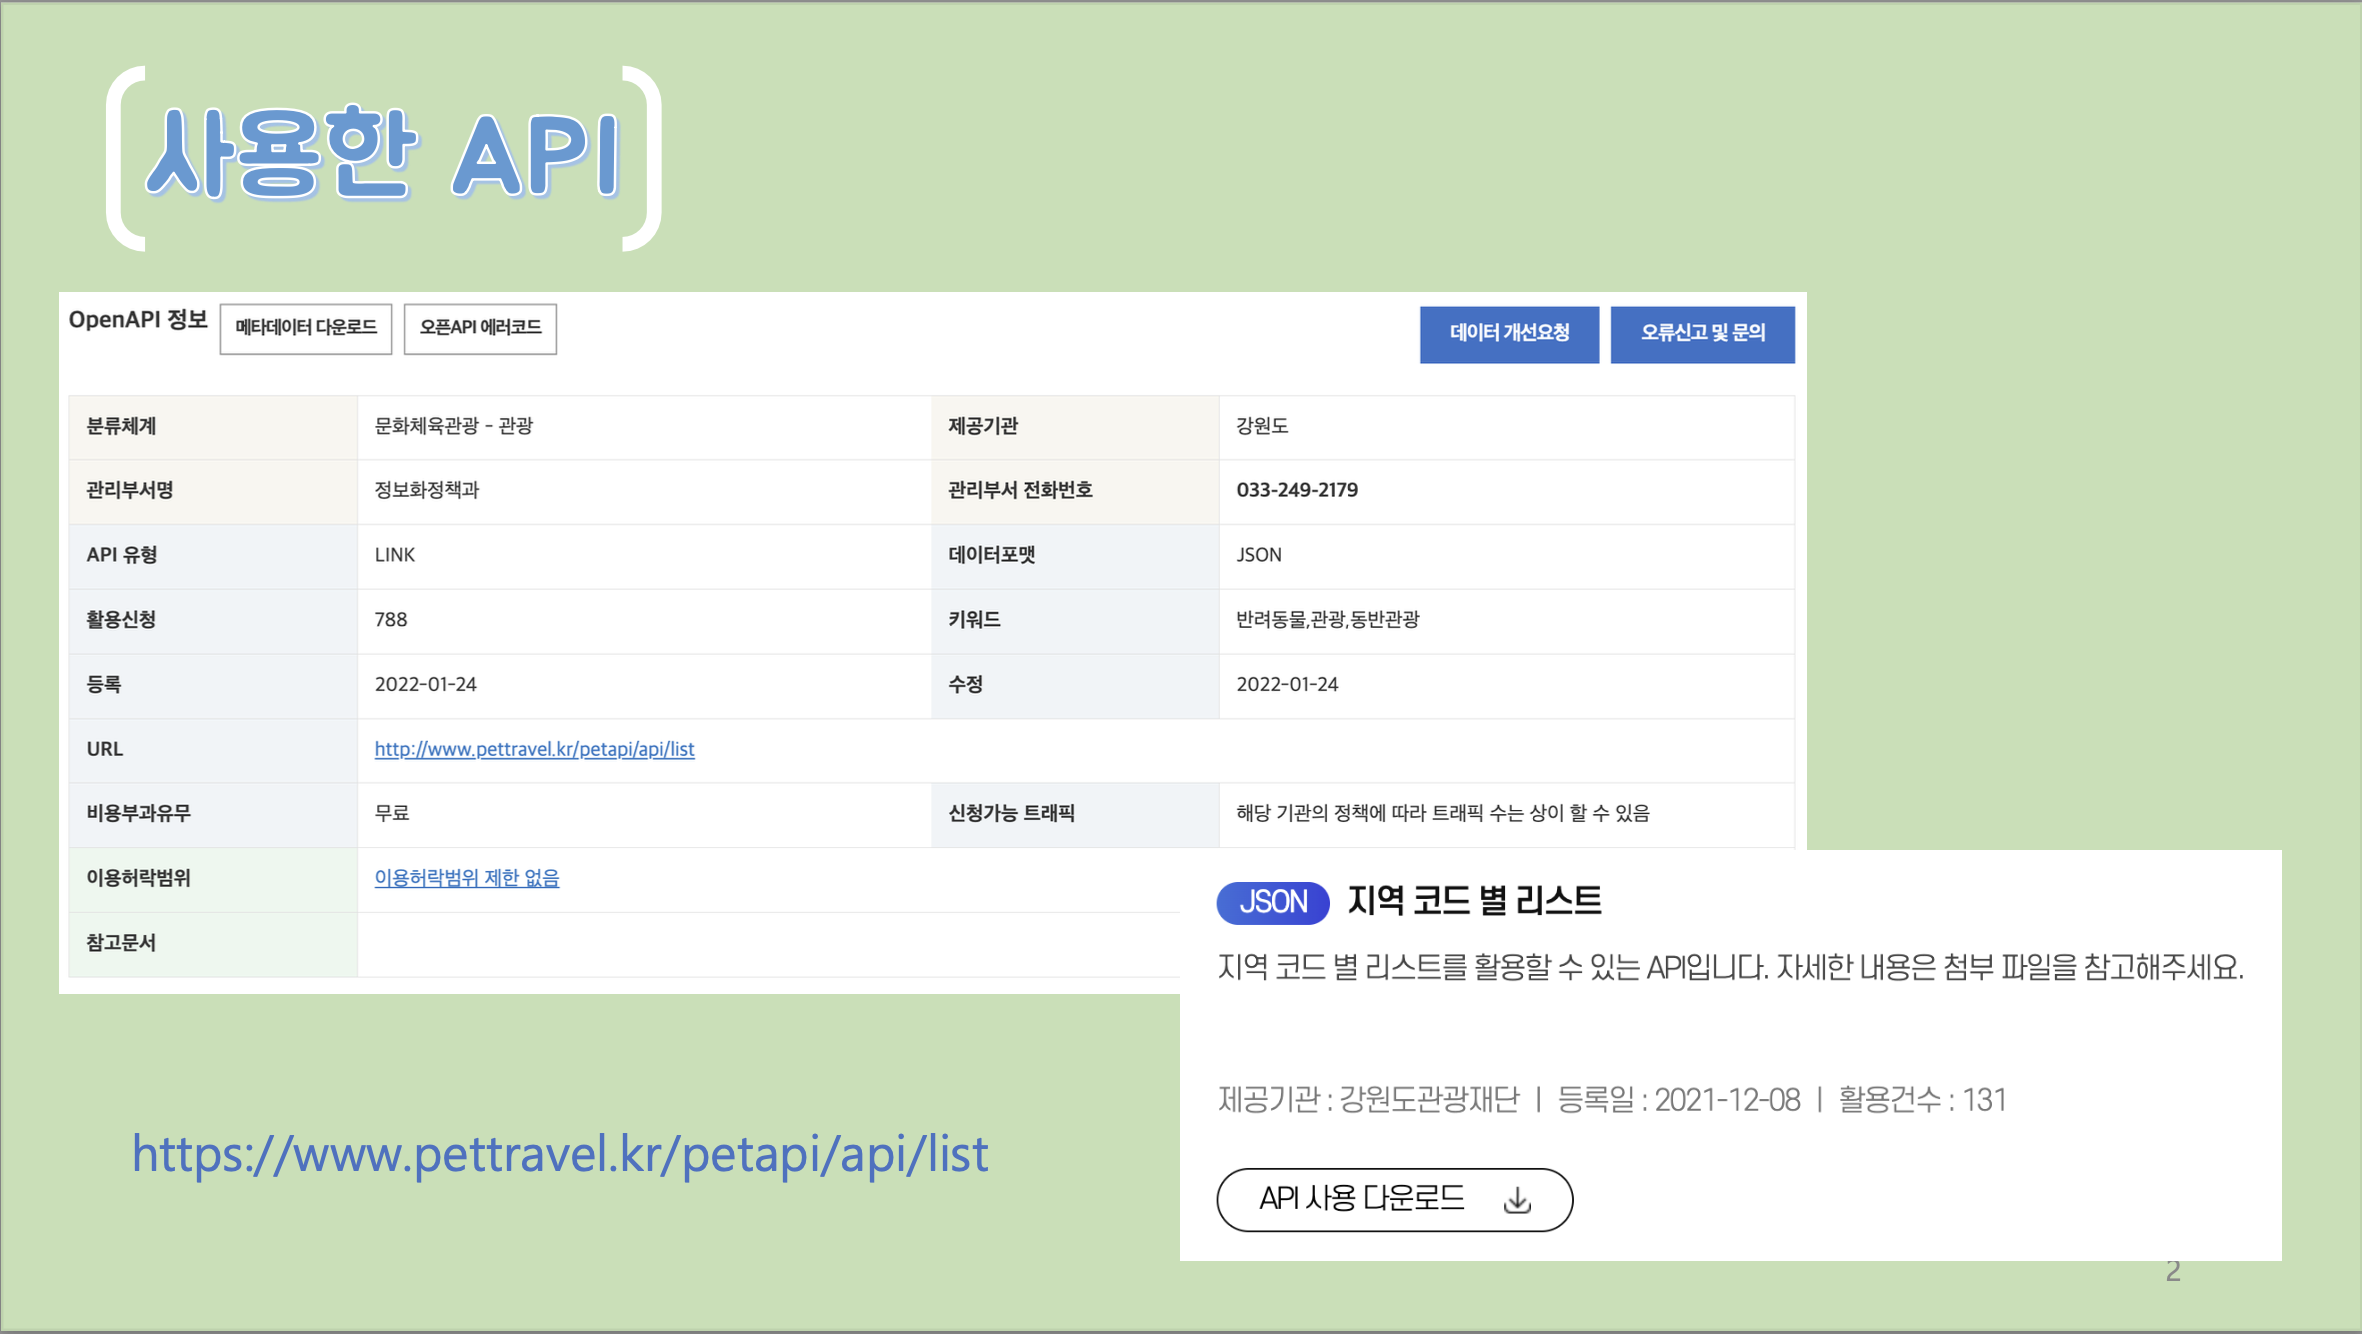 사용한 API
OpenAPI 정보 메타데이터 다운로드 오픈API 에러코드 데이터 개선요청 오류신고 및 문의
분류체계 문화체육관광 - 관광 제공기관 강원도
관리부서명 정보화정책과 관리부서 전화번호 033-249-2179
API 유형 LINK 데이터포맷 JSON
활용신청 788 키워드 반려동물,관광,동반관광
등록 2022-01-24 수정 2022-01-24
URL http://www.pettravel.kr/petapi/api/list
비용부과유무 무료 신청가능 트래픽 해당 기관의 정책에 따라 트래픽 수는 상이 할 수 있음
이용허락범위 이용허락범위 제한 없음
참고문서
JSON 지역 코드 별 리스트
지역 코드 별 리스트를 활용할 수 있는 API입니다. 자세한 내용은 첨부 파일을 참고해주세요.
제공기관 : 강원도관광재단 | 등록일 : 2021-12-08 | 활용건수 : 131
API 사용 다운로드
https://www.pettravel.kr/petapi/api/list
2